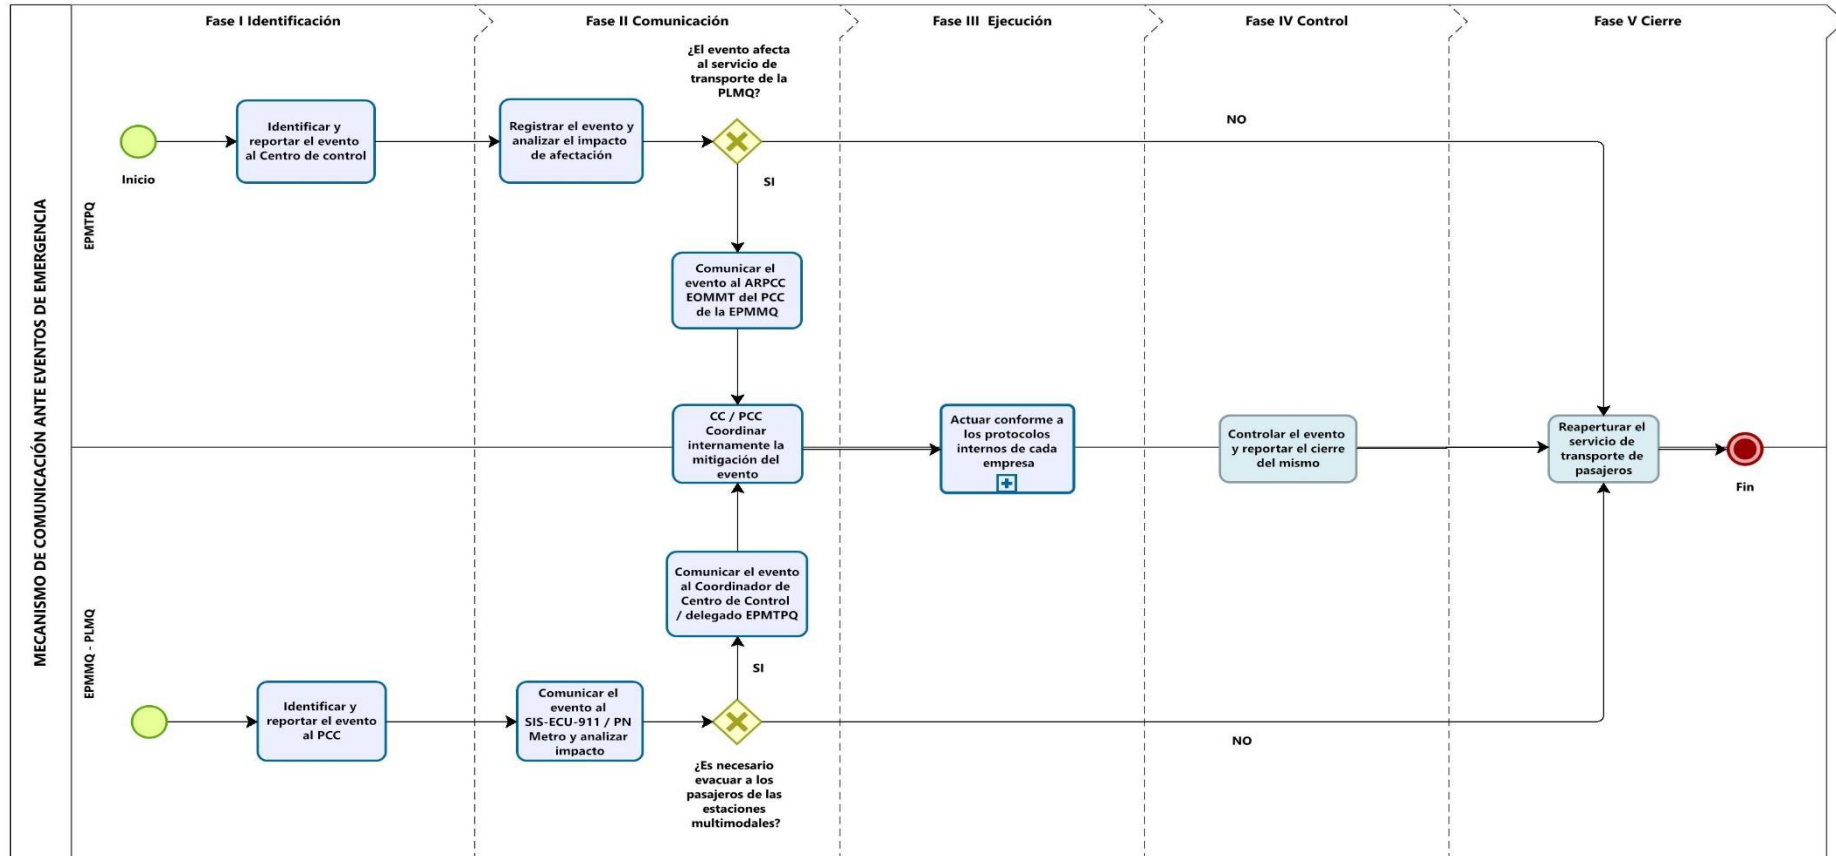 Fase I Identificación
Fase II Comunicación
Fase III  Ejecución
Fase IV Control
Fase V Cierre
MECANISMO DE COMUNICACIÓN ANTE EVENTOS DE EMERGENCIA
EPMTPQ
Inicio
Identificar y
reportar el evento
al Centro de control
Registrar el evento y
analizar el impacto
de afectación
¿El evento afecta
al servicio de
transporte de la
PLMQ?
NO
SI
Comunicar el
evento al ARPCC
EOMMT del PCC
de la EPMMQ
CC / PCC
Coordinar
internamente la
mitigación del
evento
Actuar conforme a
los protocolos
internos de cada
empresa
Controlar el evento
y reportar el cierre
del mismo
Reaperturar el
servicio de
transporte de
pasajeros
Fin
EPMMQ - PLMQ
Identificar y
reportar el evento
al PCC
Comunicar el
evento al
SIS-ECU-911 / PN
Metro y analizar
impacto
Comunicar el evento
al Coordinador de
Centro de Control
/ delegado EPMTPQ
SI
NO
¿Es necesario
evacuar a los
pasajeros de las
estaciones
multimodales?